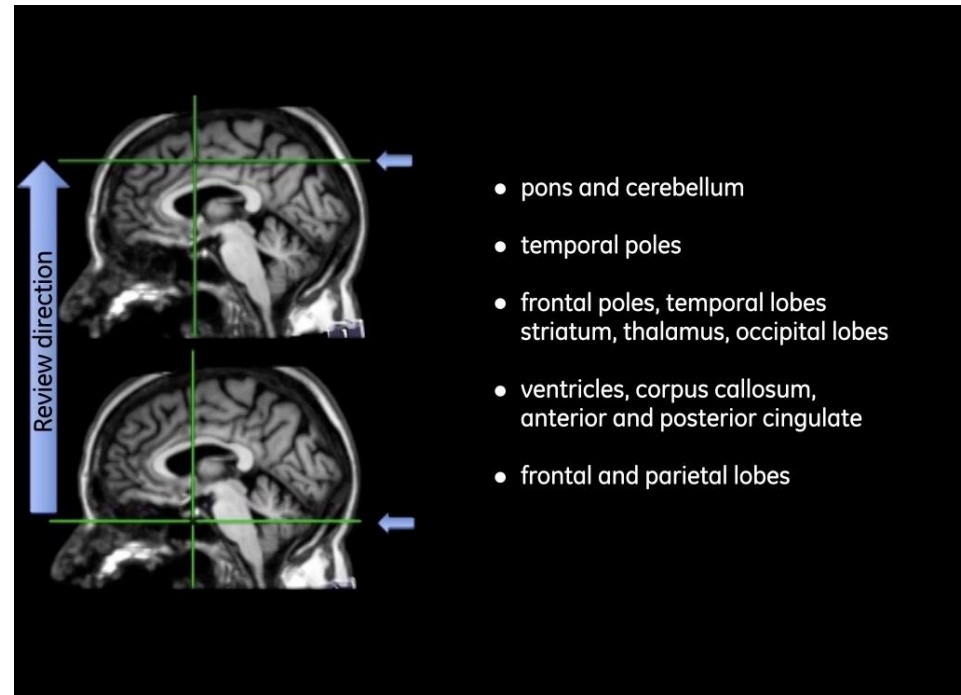 Review direction
• pons and cerebellum
• temporal poles
• frontal poles, temporal lobes
striatum, thalamus, occipital lobes
• ventricles, corpus callosum,
anterior and posterior cingulate
• frontal and parietal lobes